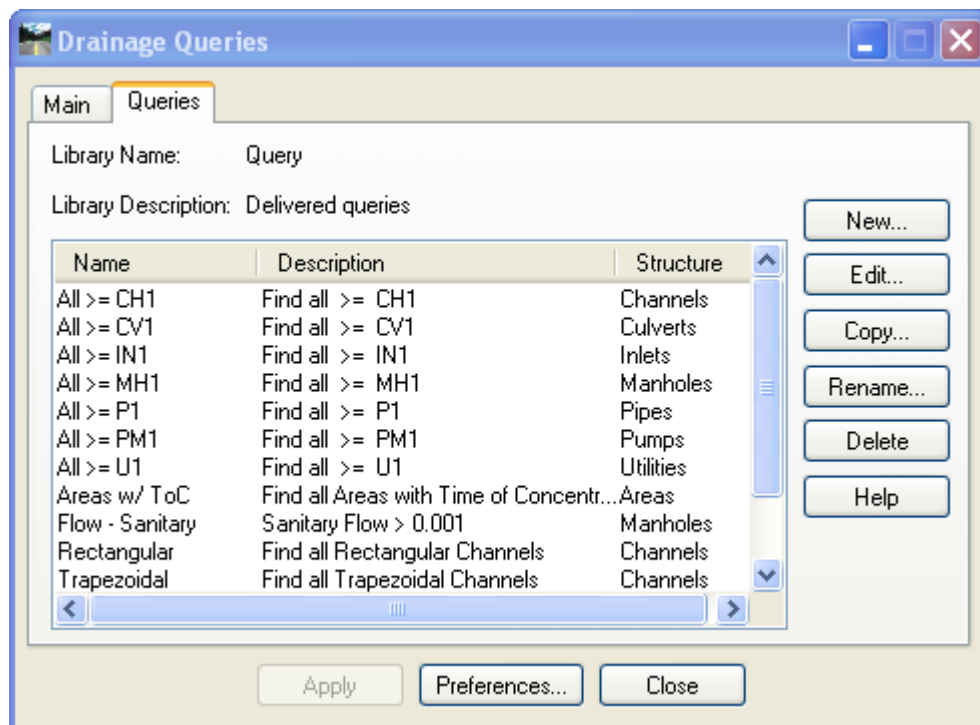 Drainage Queries
Main Queries
Library Name: Query
Library Description: Delivered queries
New...
Name Description Structure
Edit...
All >= CH1 Find all >= CH1 Channels
All >= CV1 Find all >= CV1 Culverts
Copy...
All >= IN1 Find all >= IN1 Inlets
All >= MH1 Find all >= MH1 Manholes
Rename...
All >= P1 Find all >= P1 Pipes
All >= PM1 Find all >= PM1 Pumps
Delete
All >= U1 Find all >= U1 Utilities
Areas w/ ToC Find all Areas with Time of Concentr... Areas
Help
Flow - Sanitary Sanitary Flow > 0.001 Manholes
Rectangular Find all Rectangular Channels Channels
Trapezoidal Find all Trapezoidal Channels Channels
Apply Preferences... Close